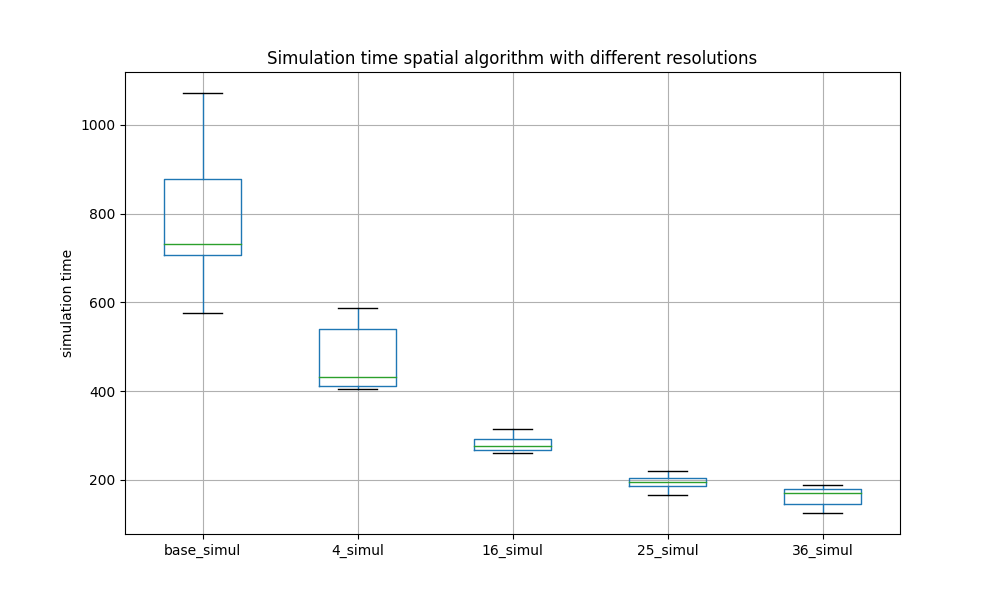 Simulation time spatial algorithm with different resolutions
1000
800
600
400
200
simulation time
base_simul 4_simul 16_simul 25_simul 36_simul